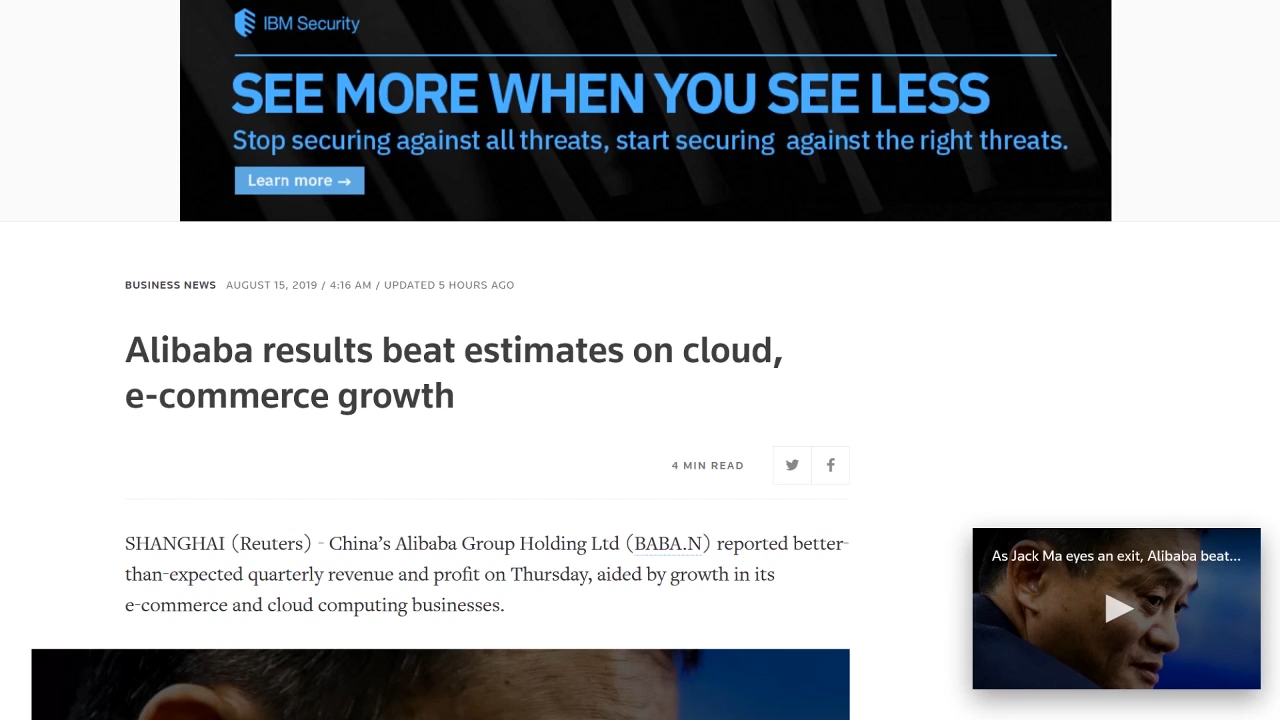 IBM Security
SEE MORE WHEN YOU SEE LESS
Stop securing against all threats, start securing against the right threats.
Learn more →
BUSINESS NEWS AUGUST 15, 2019 / 4:16 AM / UPDATED 5 HOURS AGO
Alibaba results beat estimates on cloud,
e-commerce growth
4 MIN READ
SHANGHAI (Reuters) - China’s Alibaba Group Holding Ltd (BABA.N) reported better-
than-expected quarterly revenue and profit on Thursday, aided by growth in its
e-commerce and cloud computing businesses.
As Jack Ma eyes an exit, Alibaba beat...